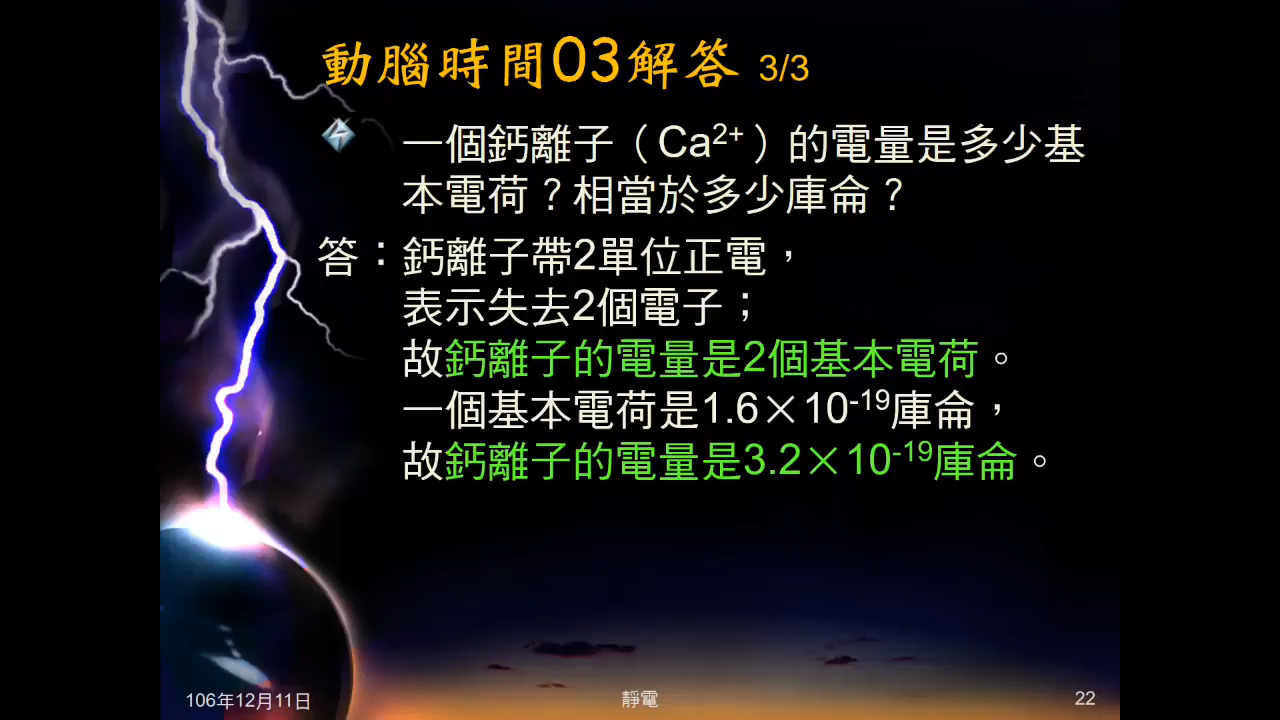 動腦時間03解答 3/3
一個鈣離子（Ca²⁺）的電量是多少基
本電荷？相當於多少庫侖？
答：鈣離子帶2單位正電，
表示失去2個電子；
故鈣離子的電量是2個基本電荷。
一個基本電荷是1.6×10⁻¹⁹庫侖，
故鈣離子的電量是3.2×10⁻¹⁹庫侖。
106年12月11日
靜電
22